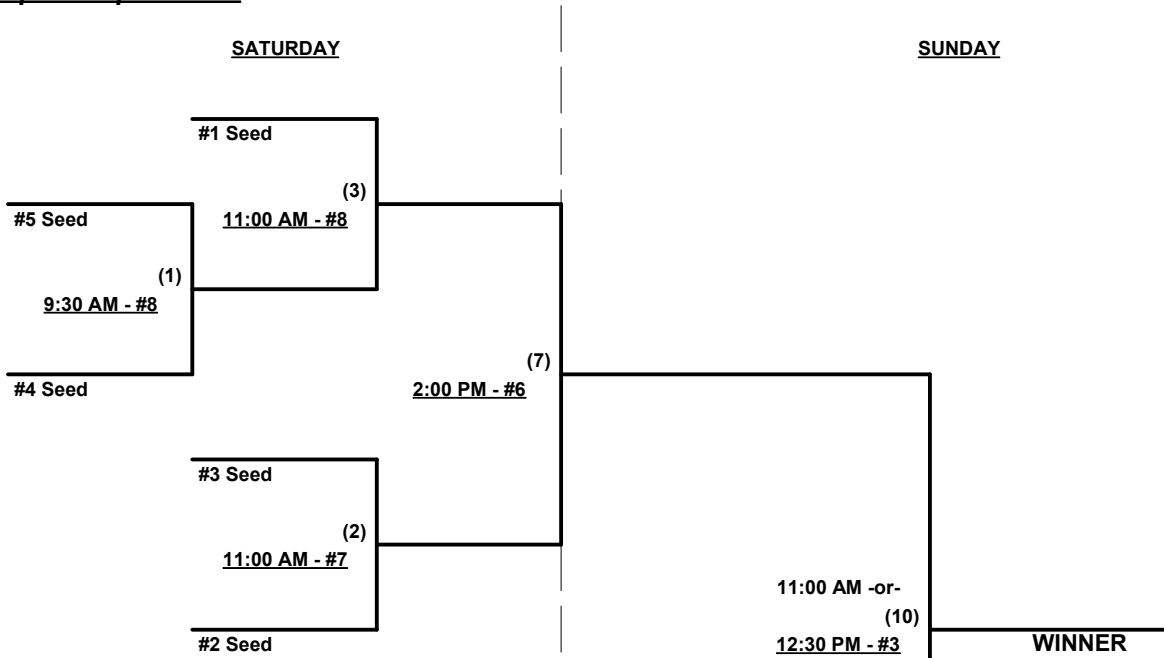 SATURDAY
SUNDAY
#1 Seed
(3)
#5 Seed
11:00 AM - #8
(1)
9:30 AM - #8
(7)
#4 Seed
2:00 PM - #6
#3 Seed
(2)
11:00 AM - #7
11:00 AM -or-
(10)
#2 Seed
12:30 PM - #3
WINNER